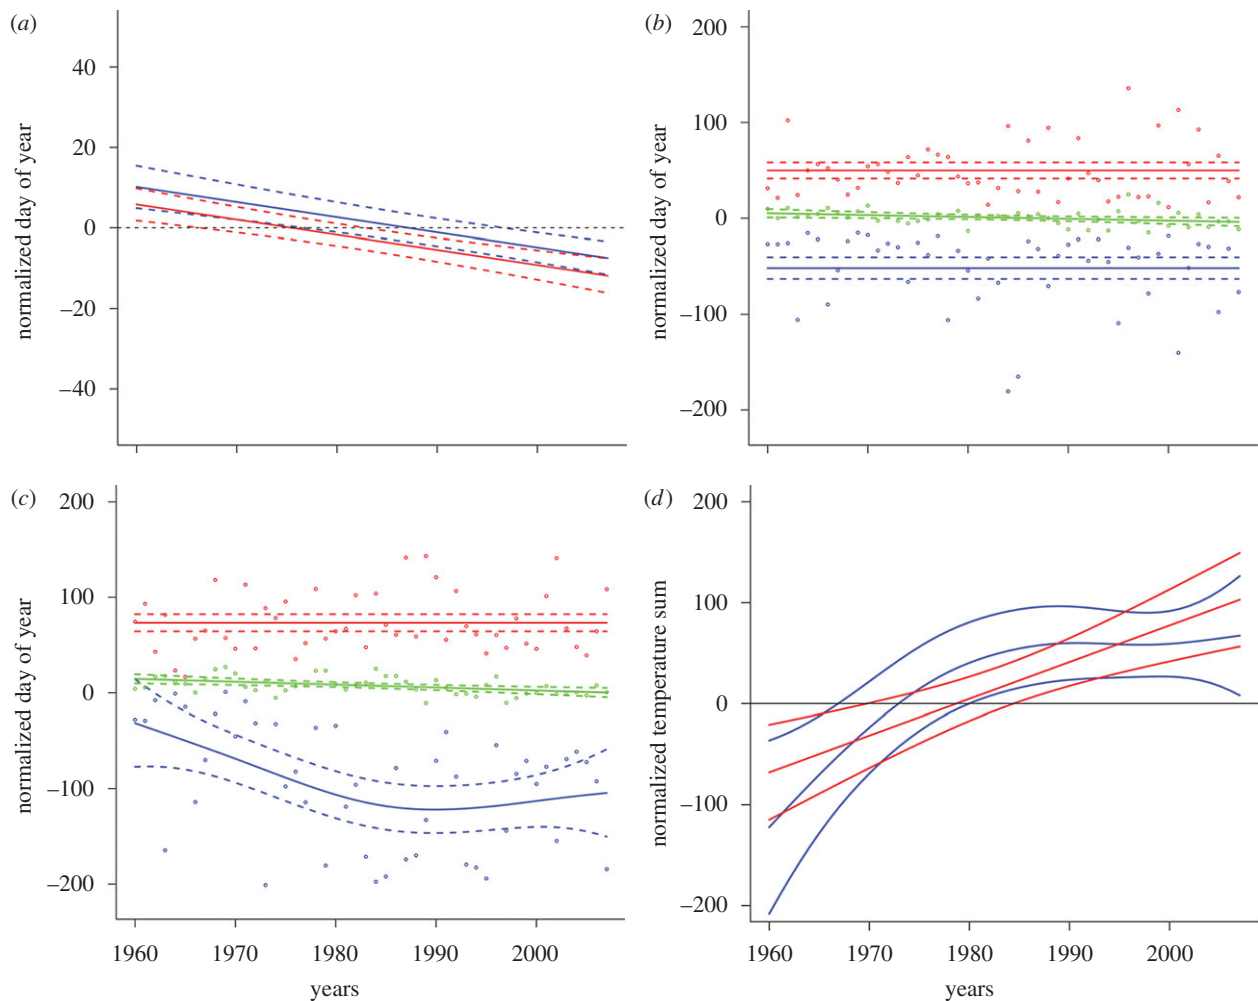 (a)
normalized day of year
40
20
0
–20
–40
(b)
normalized day of year
200
100
0
–100
–200
(c)
normalized day of year
200
100
0
–100
–200
1960 1970 1980 1990 2000
years
(d)
normalized temperature sum
200
100
0
–100
–200
1960 1970 1980 1990 2000
years